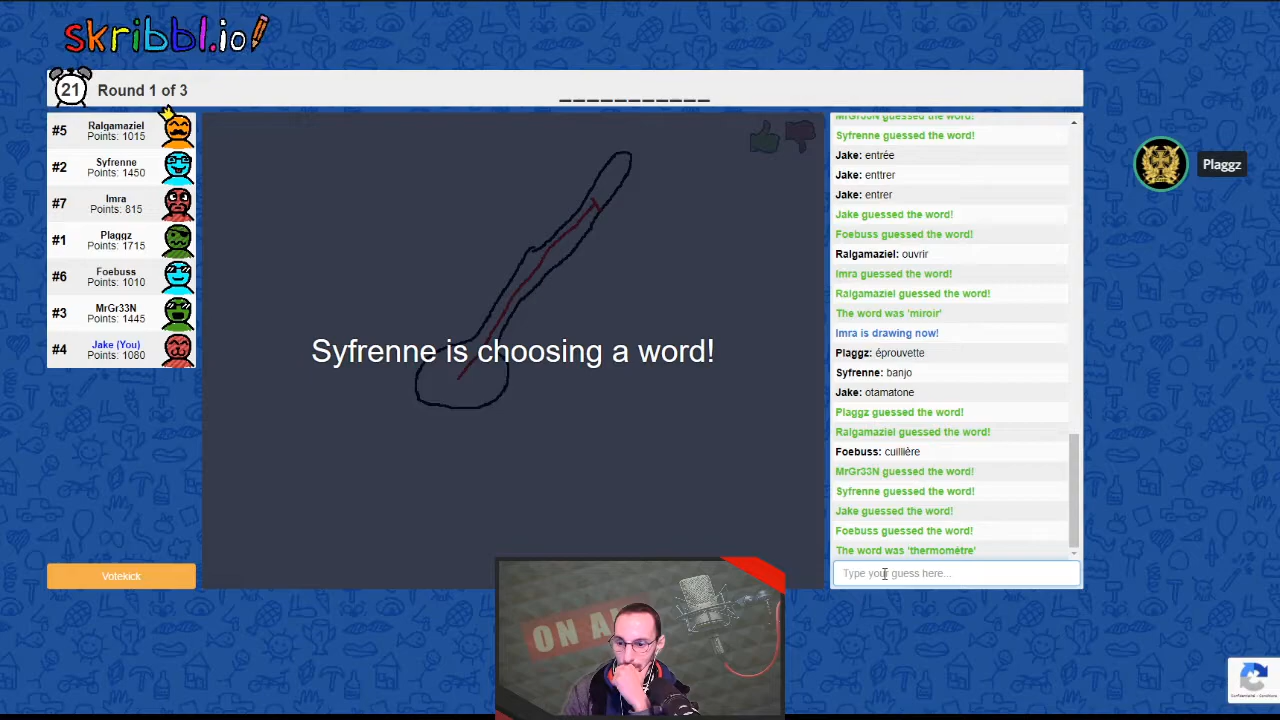 skribbl.io
21
Round 1 of 3
__________
#5
Ralgamaziel
Points: 1015
#2
Syfrenne
Points: 1450
#7
Imra
Points: 815
#1
Plaggz
Points: 1715
#6
Foebuss
Points: 1010
#3
MrGr33N
Points: 1445
#4
Jake (You)
Points: 1080
Votekick
Syfrenne is choosing a word!
ON A
MrGr33N guessed the word!
Syfrenne guessed the word!
Jake: entrée
Jake: enttrer
Jake: entrer
Jake guessed the word!
Foebuss guessed the word!
Ralgamaziel: ouvrir
Imra guessed the word!
Ralgamaziel guessed the word!
The word was 'miroir'
Imra is drawing now!
Plaggz: éprouvette
Syfrenne: banjo
Jake: otamatone
Plaggz guessed the word!
Ralgamaziel guessed the word!
Foebuss: cuillière
MrGr33N guessed the word!
Syfrenne guessed the word!
Jake guessed the word!
Foebuss guessed the word!
The word was 'thermomètre'
Type your guess here...
Plaggz